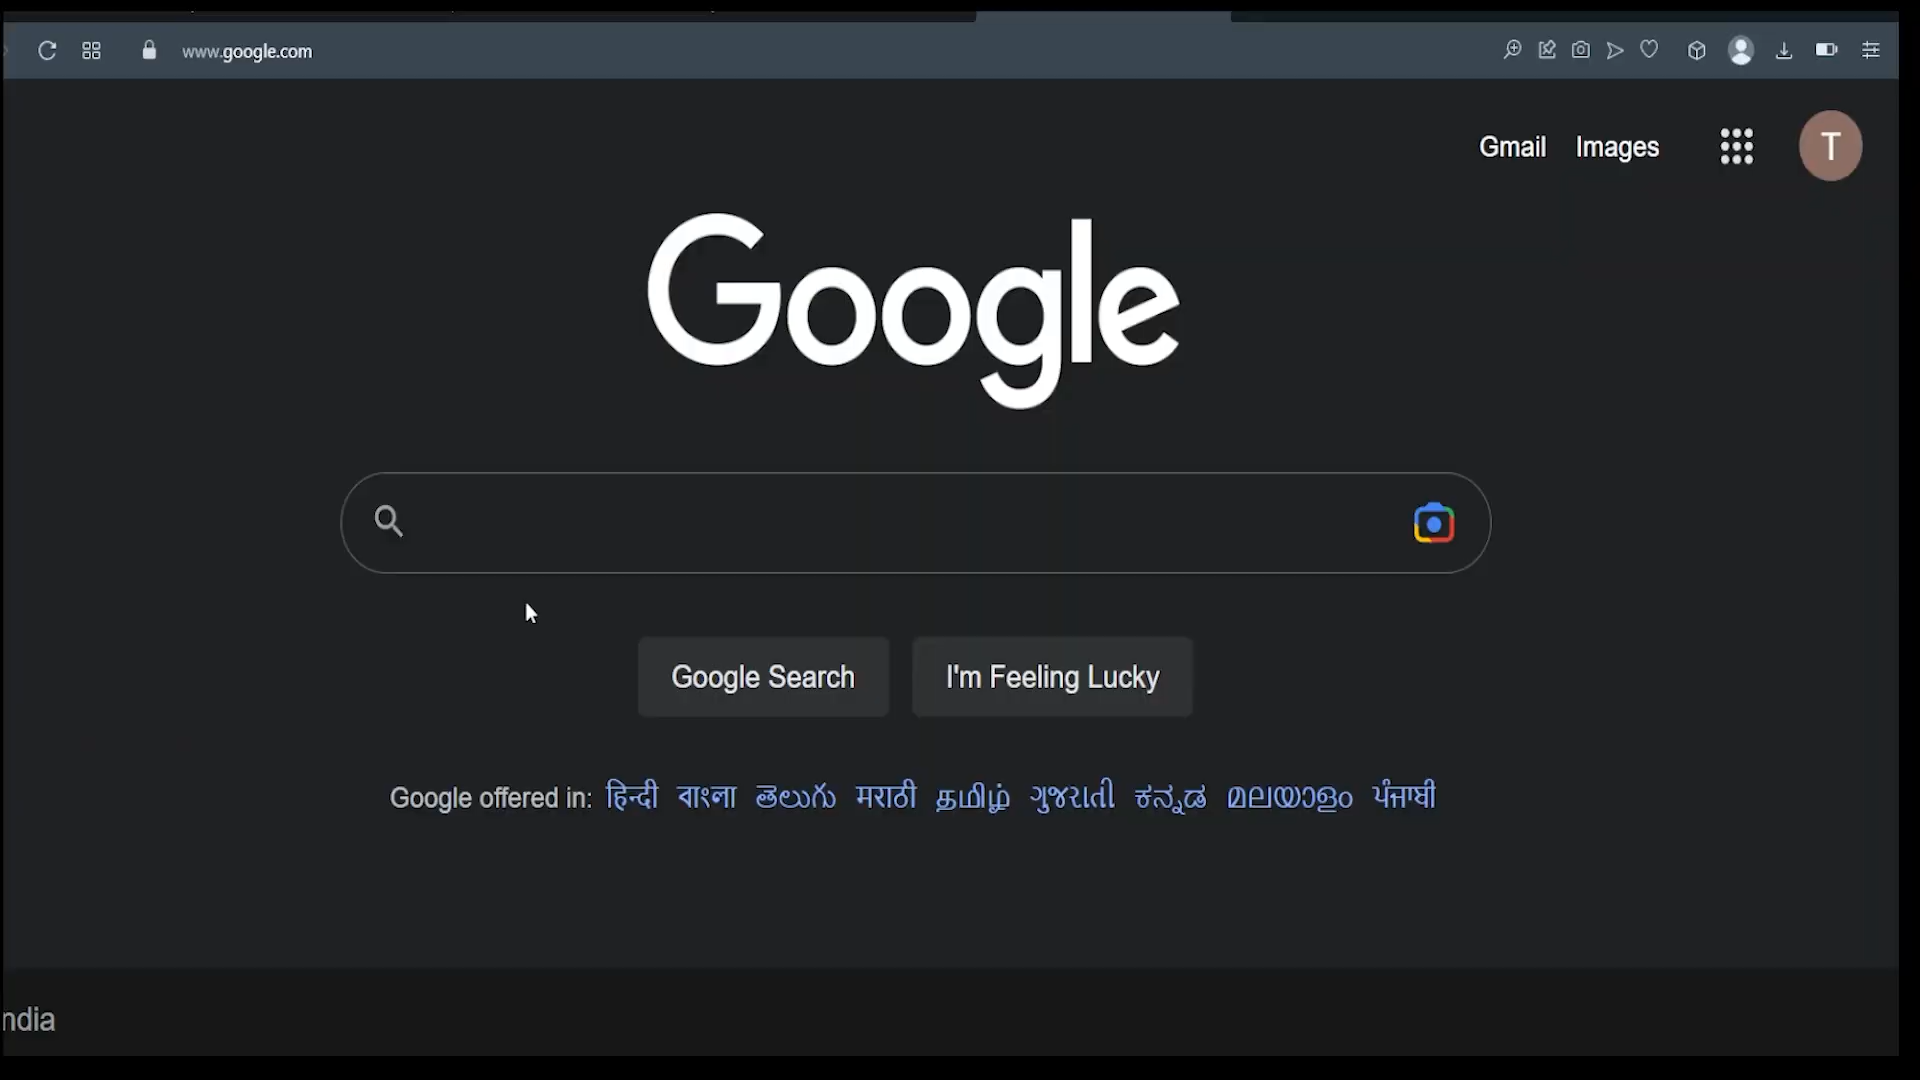 www.google.com
Gmail Images
T
Google
Google Search I'm Feeling Lucky
Google offered in: हिन्दी বাংলা తెలుగు मराठी தமிழ் ગુજરાતી ಕನ್ನಡ മലയാളം ਪੰਜਾਬੀ
ndia